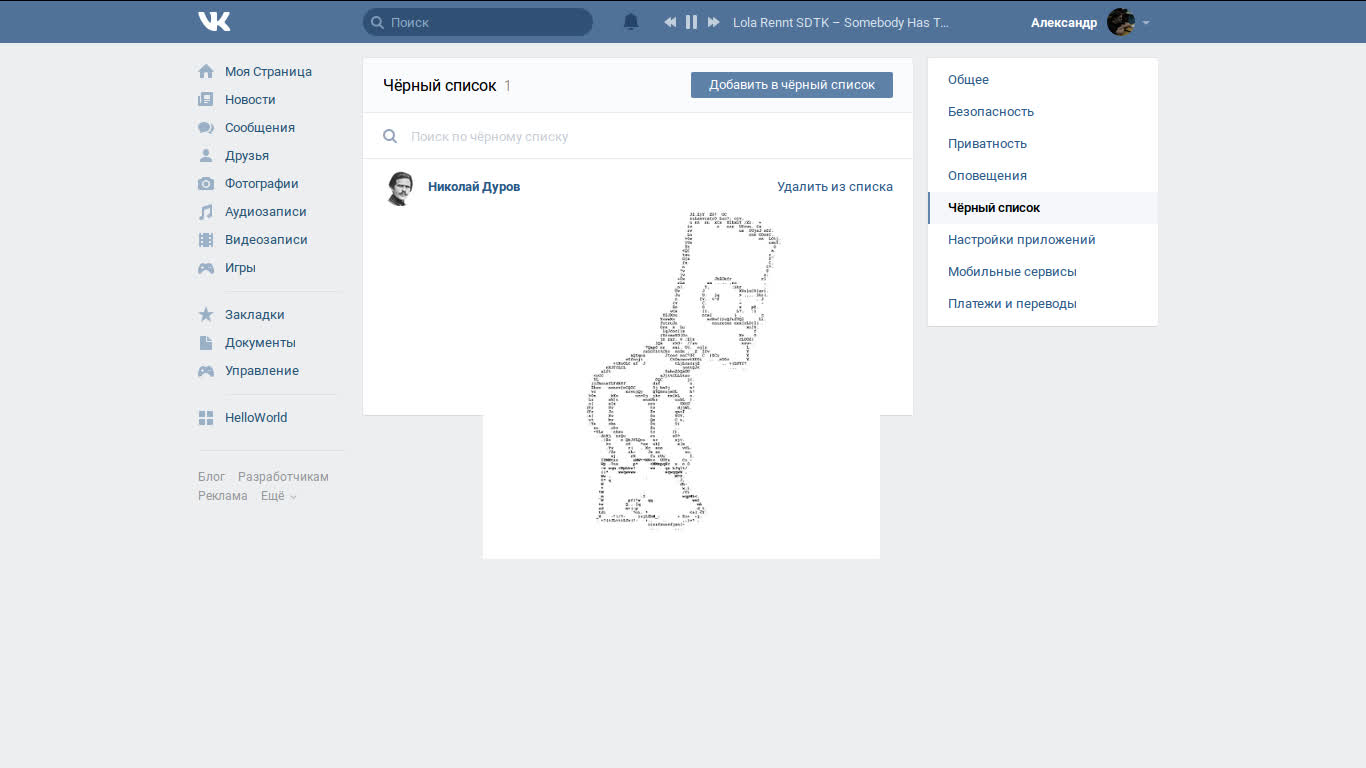 Поиск
Lola Rennt SDTK – Somebody Has T...
Александр
Моя Страница
Новости
Сообщения
Друзья
Фотографии
Аудиозаписи
Видеозаписи
Игры
Закладки
Документы
Управление
HelloWorld
Блог Разработчикам
Реклама Ещё
Чёрный список 1
Добавить в чёрный список
Поиск по чёрному списку
Николай Дуров
Удалить из списка
Общее
Безопасность
Приватность
Оповещения
Чёрный список
Настройки приложений
Мобильные сервисы
Платежи и переводы